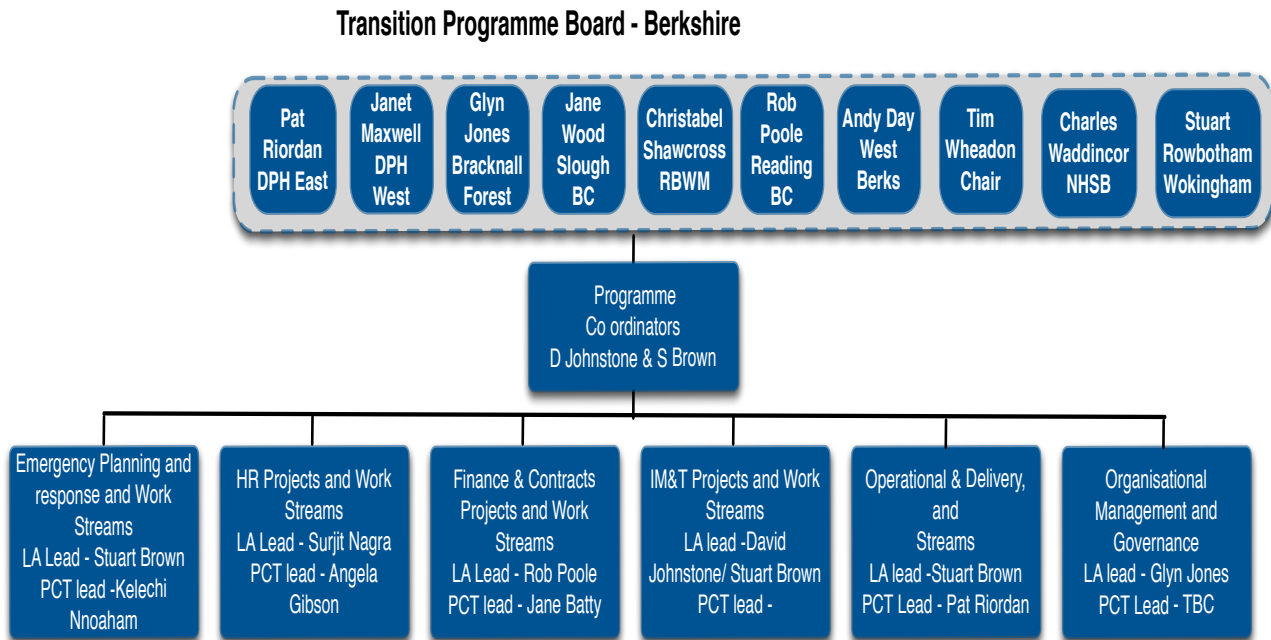 Transition Programme Board - Berkshire
Pat
Riordan
DPH East
Janet
Maxwell
DPH
West
Glyn
Jones
Bracknall
Forest
Jane
Wood
Slough
BC
Christabel
Shawcross
RBWM
Rob
Poole
Reading
BC
Andy Day
West
Berks
Tim
Wheadon
Chair
Charles
Waddincor
NHSB
Stuart
Rowbotham
Wokingham
Programme
Co ordinators
D Johnstone & S Brown
Emergency Planning and
response and Work
Streams
LA Lead - Stuart Brown
PCT lead -Kelechi
Nnoaham
HR Projects and Work
Streams
LA Lead - Surjit Nagra
PCT lead - Angela
Gibson
Finance & Contracts
Projects and Work
Streams
LA Lead - Rob Poole
PCT lead - Jane Batty
IM&T Projects and Work
Streams
LA lead -David
Johnstone/ Stuart Brown
PCT lead -
Operational & Delivery,
and
Streams
LA lead -Stuart Brown
PCT Lead - Pat Riordan
Organisational
Management and
Governance
LA lead - Glyn Jones
PCT Lead - TBC